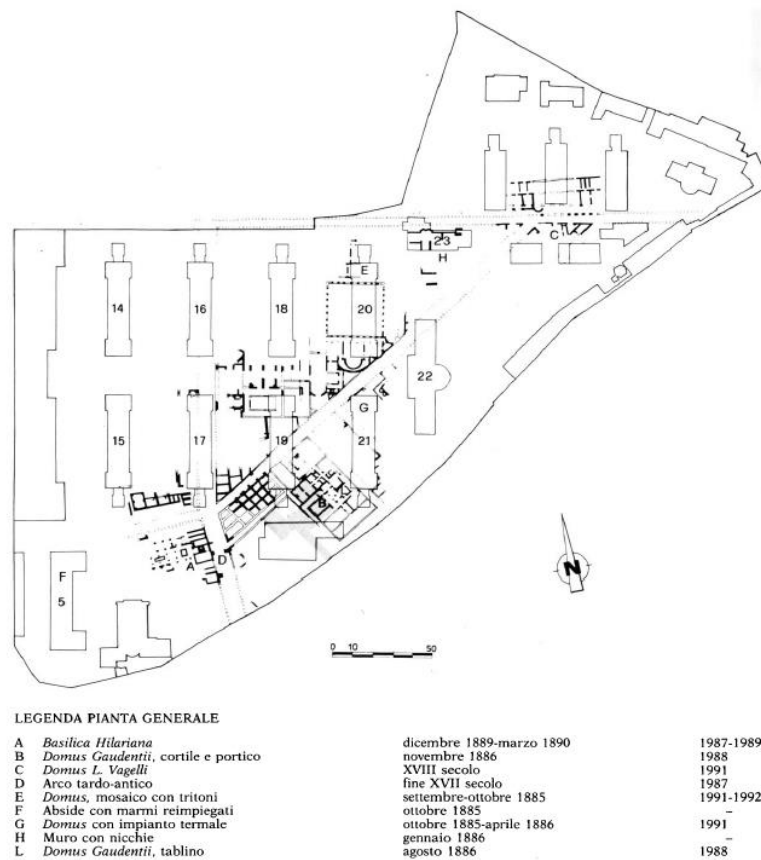 23
C
H
E
14
16
18
20
22
G
15
17
19
21
B
A
D
F
5
N
0 10 50
LEGENDA PIANTA GENERALE
A Basilica Hilariana dicembre 1889-marzo 1890 1987-1989
B Domus Gaudentii, cortile e portico novembre 1886 1988
C Domus L. Vagelli XVIII secolo 1991
D Arco tardo-antico fine XVII secolo 1987
E Domus, mosaico con tritoni settembre-ottobre 1885 1991-1992
F Abside con marmi reimpiegati ottobre 1885 –
G Domus con impianto termale ottobre 1885-aprile 1886 1991
H Muro con nicchie gennaio 1886 –
L Domus Gaudentii, tablino agosto 1886 1988